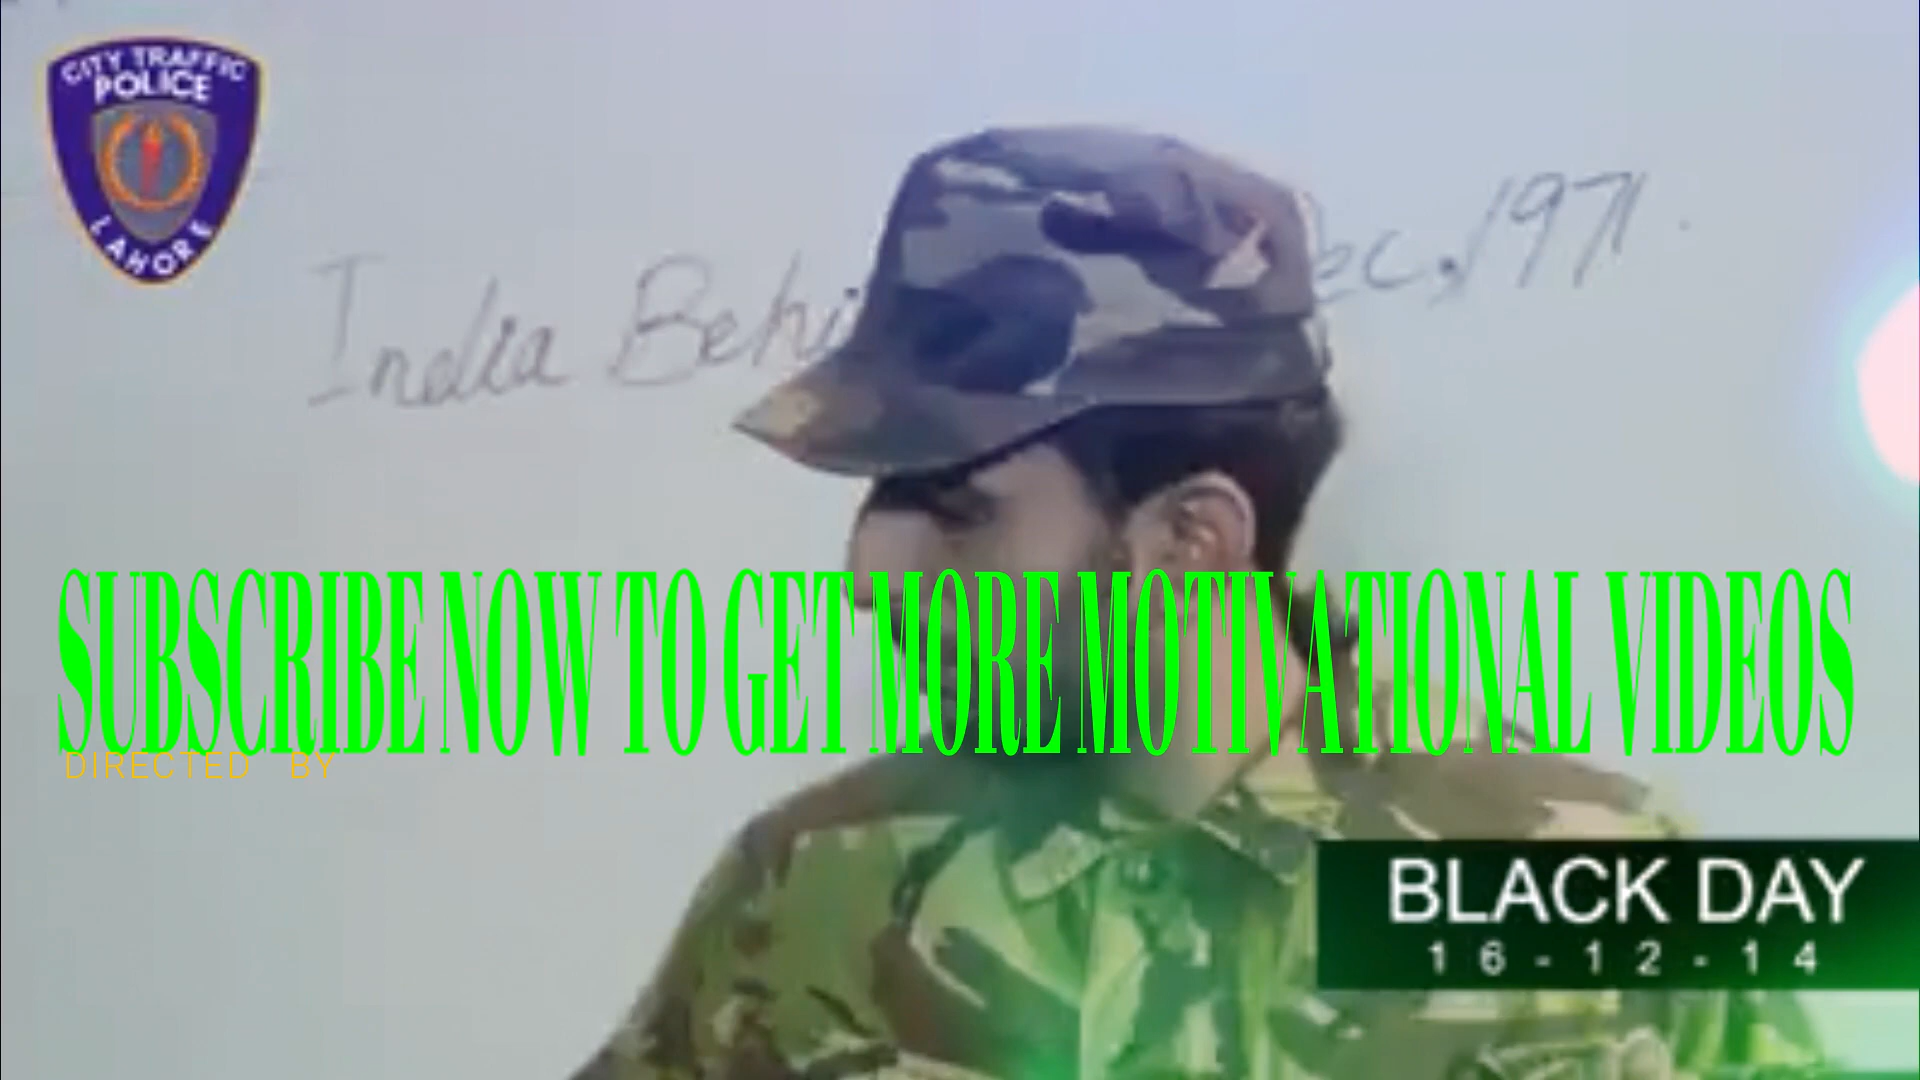 CITY TRAFFIC
POLICE
LAHORE
India Behi ec, 1971.
SUBSCRIBE NOW TO GET MORE MOTIVATIONAL VIDEOS
DIRECTED BY
BLACK DAY
16-12-14